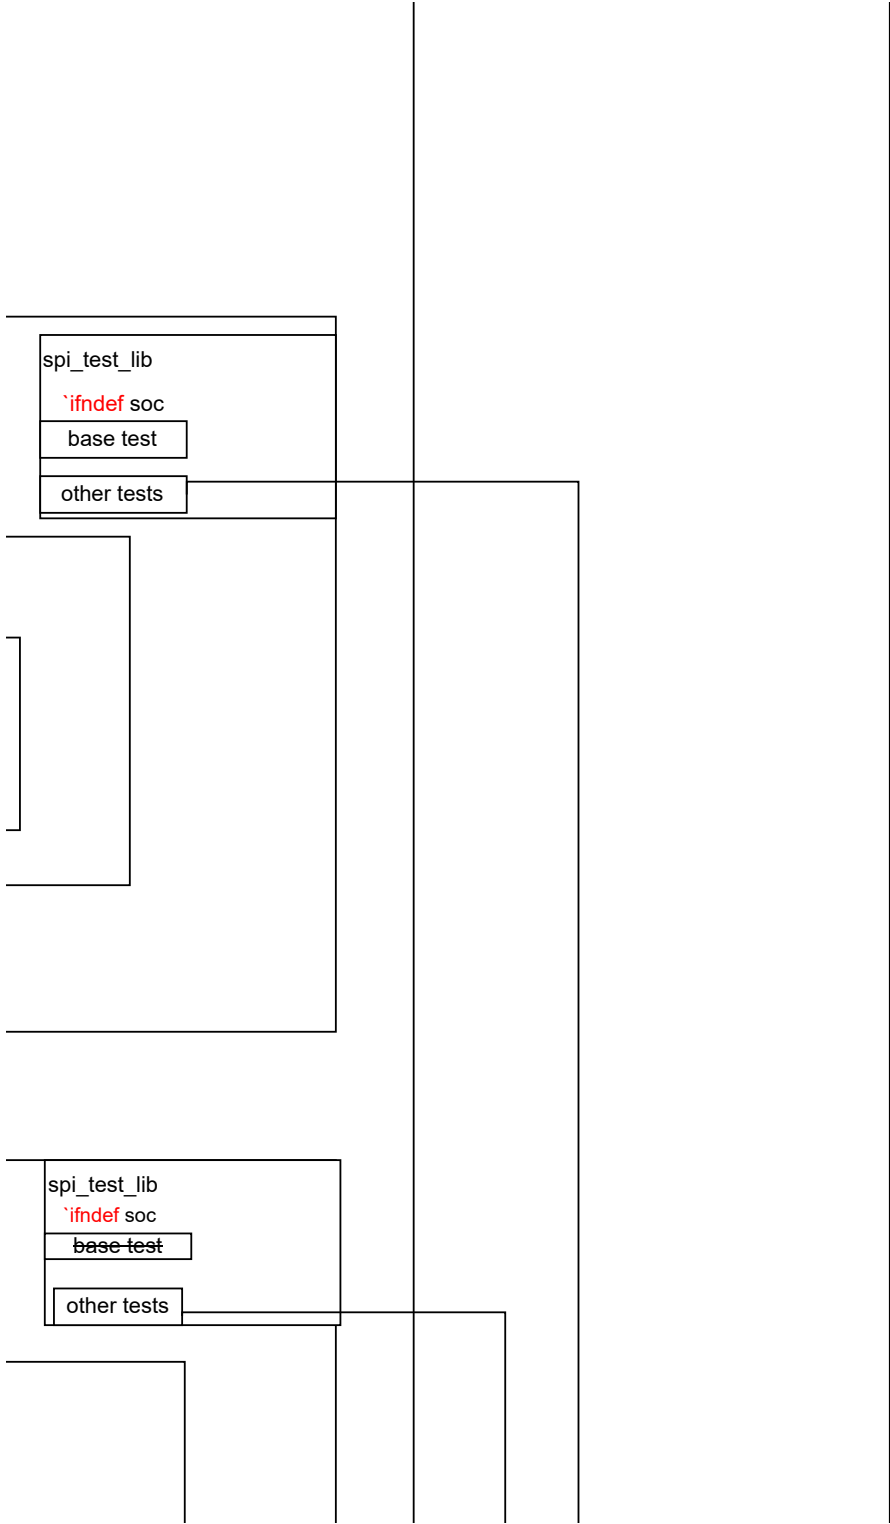 spi_test_lib
`ifndef soc
base test
other tests
spi_test_lib
`ifndef soc
base test
other tests